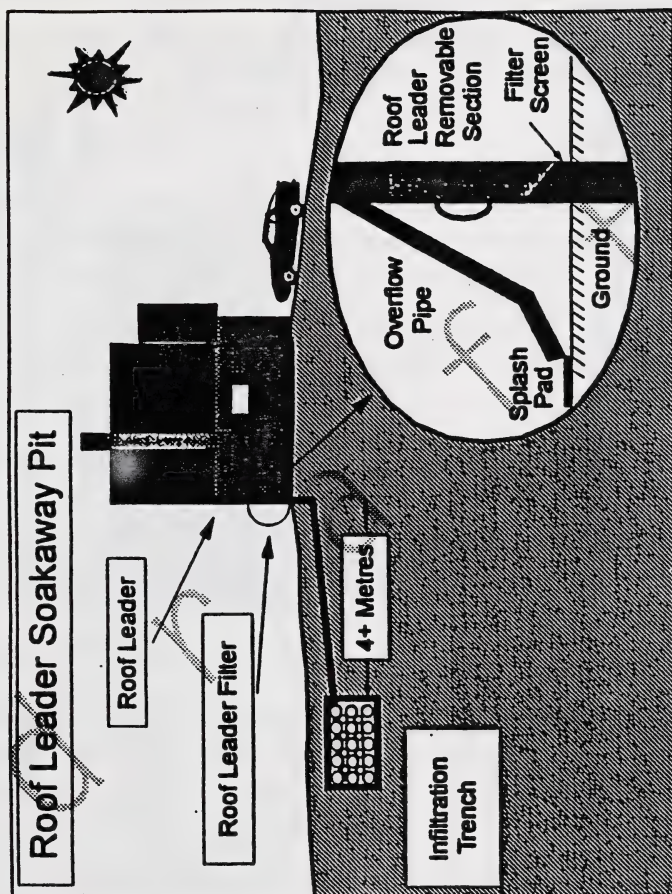 Roof Leader Soakaway Pit
Roof Leader
Roof Leader Filter
4+ Metres
Infiltration
Trench
Overflow
Pipe
Splash
Pad
Ground
Roof
Leader
Removable
Section
Filter
Screen